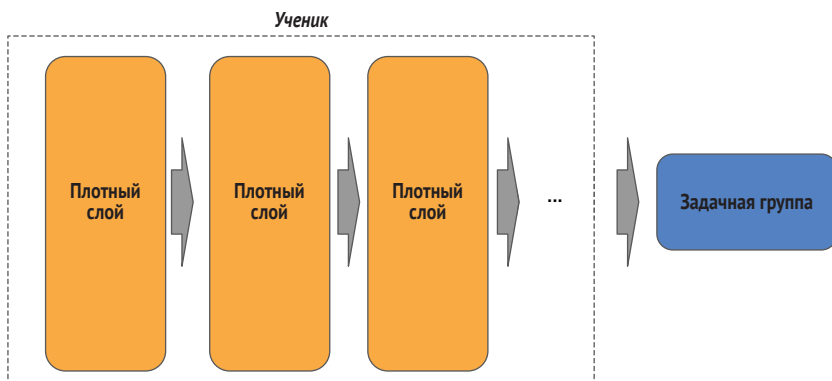 Ученик
Плотный
слой
Плотный
слой
Плотный
слой
...
Задачная группа